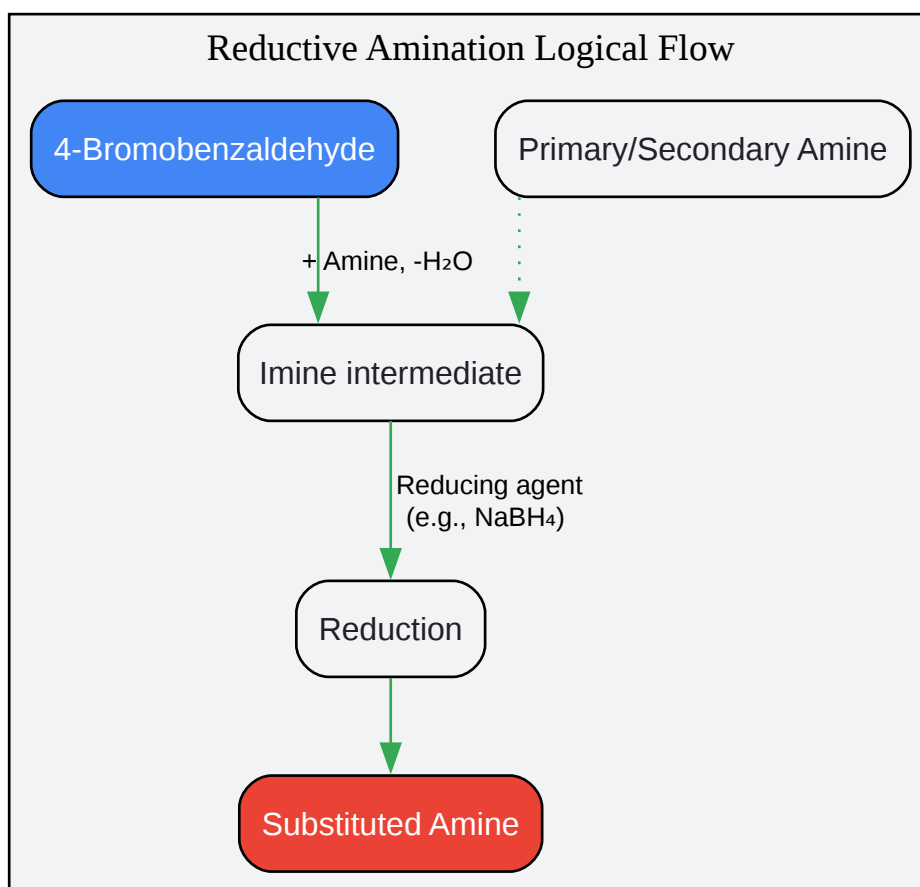 Reductive Amination Logical Flow
4-Bromobenzaldehyde
Primary/Secondary Amine
+ Amine, -H₂O
Imine intermediate
Reducing agent
(e.g., NaBH₄)
Reduction
Substituted Amine